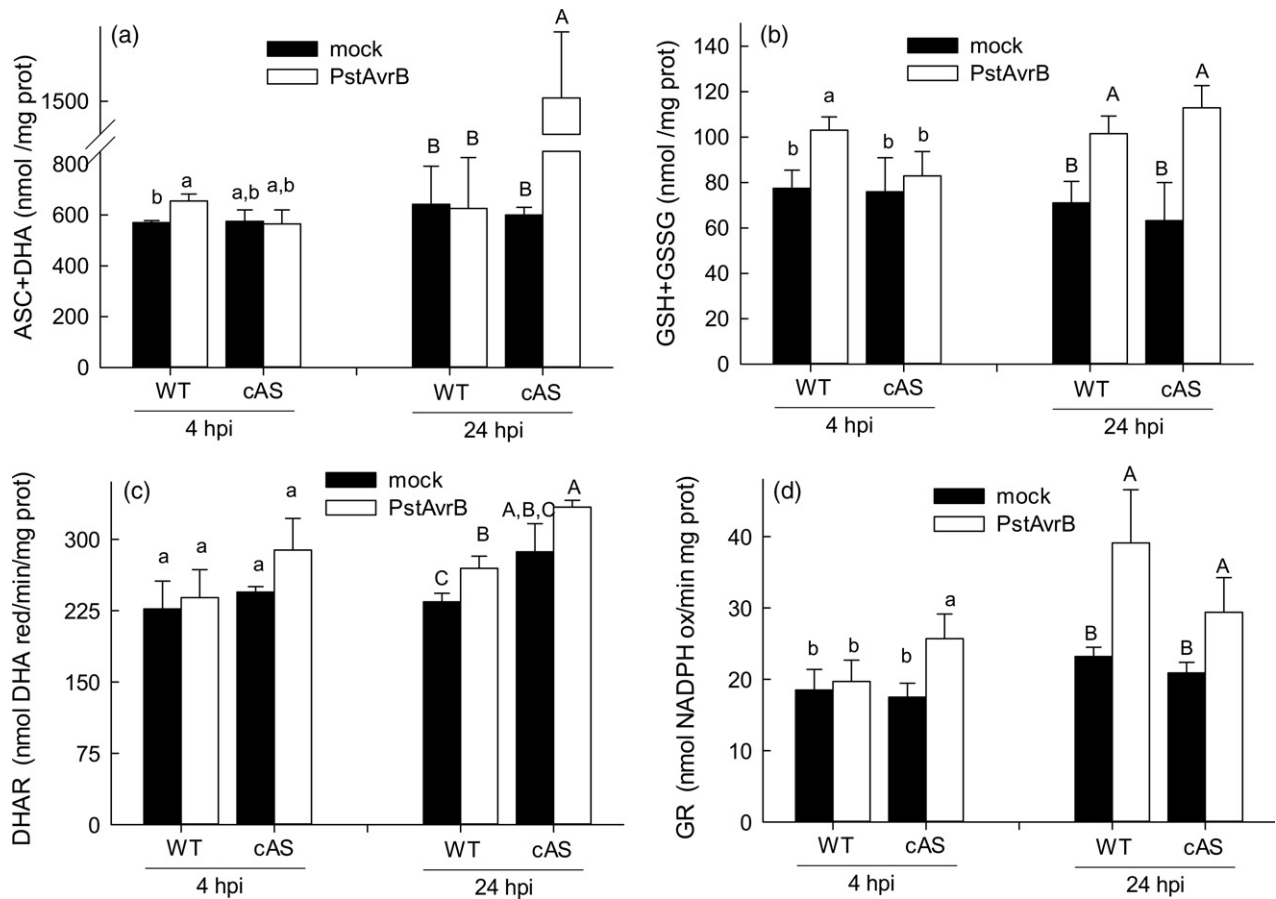 (a)
mock
PstAvrB
A
1500
800
600
400
200
0
b
a
a,b
a,b
B
B
B
ASC+DHA (nmol /mg prot)
WT
cAS
WT
cAS
4 hpi
24 hpi
(b)
mock
PstAvrB
140
120
100
80
60
40
20
0
b
a
b
b
B
A
B
A
GSH+GSSG (nmol /mg prot)
WT
cAS
WT
cAS
4 hpi
24 hpi
(c)
mock
PstAvrB
300
225
150
75
0
a
a
a
a
C
B
A,B,C
A
DHAR (nmol DHA red/min/mg prot)
WT
cAS
WT
cAS
4 hpi
24 hpi
(d)
mock
PstAvrB
40
30
20
10
0
b
b
b
a
B
A
B
A
GR (nmol NADPH ox/min mg prot)
WT
cAS
WT
cAS
4 hpi
24 hpi